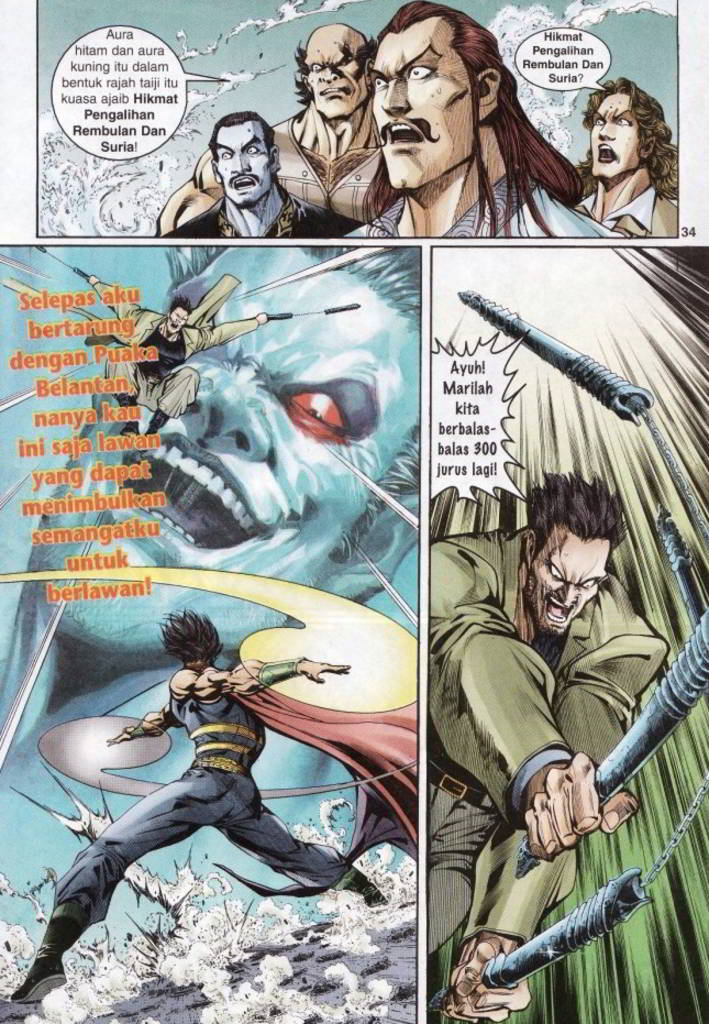 Aura
hitam dan aura
kuning itu dalam
bentuk rajah taiji itu
kuasa ajaib Hikmat
Pengalihan
Rembulan Dan
Suria!
Hikmat
Pengalihan
Rembulan Dan
Suria?
34
Selepas aku
bertarung
dengan Puaka
Belantan,
nanya kau
ini saja lawan
yang dapat
menimbulkan
semangatku
untuk
berlawan!
Ayuh!
Marilah
kita
berbalas-
balas 300
jurus lagi!